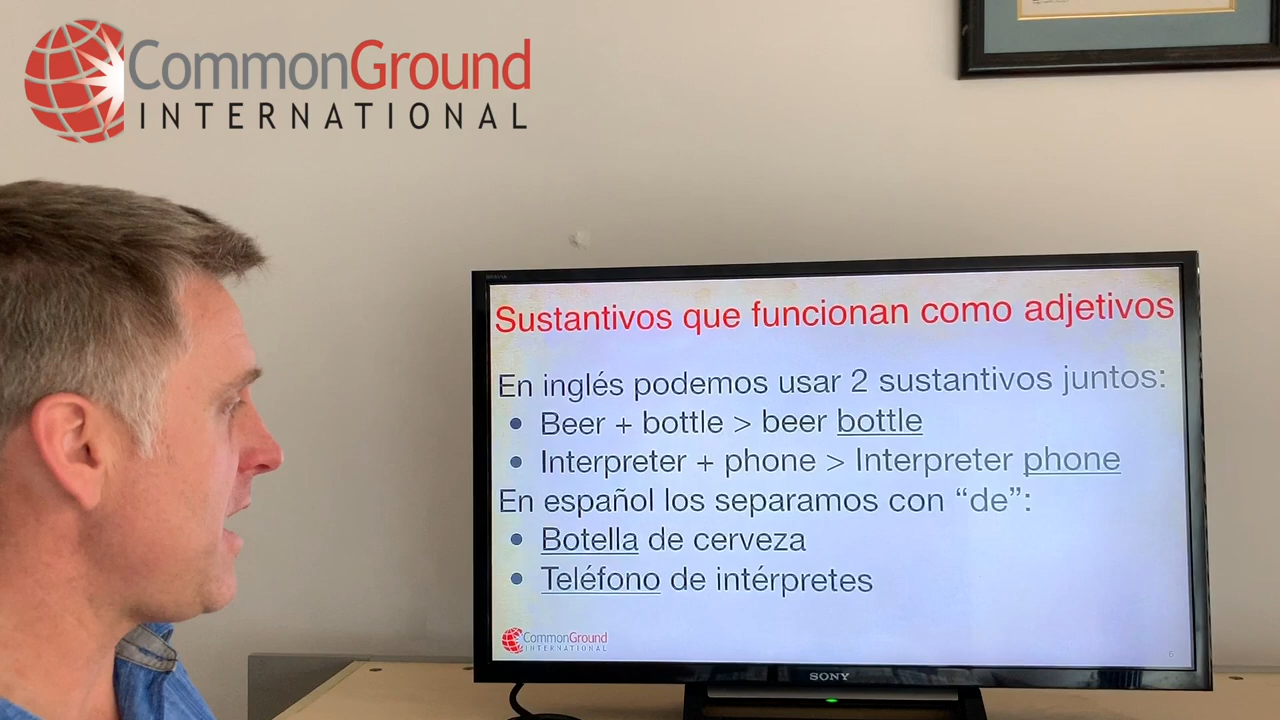 CommonGround
INTERNATIONAL
Sustantivos que funcionan como adjetivos
En inglés podemos usar 2 sustantivos juntos:
• Beer + bottle > beer bottle
• Interpreter + phone > Interpreter phone
En español los separamos con “de”:
• Botella de cerveza
• Teléfono de intérpretes
CommonGround
INTERNATIONAL
6
SONY